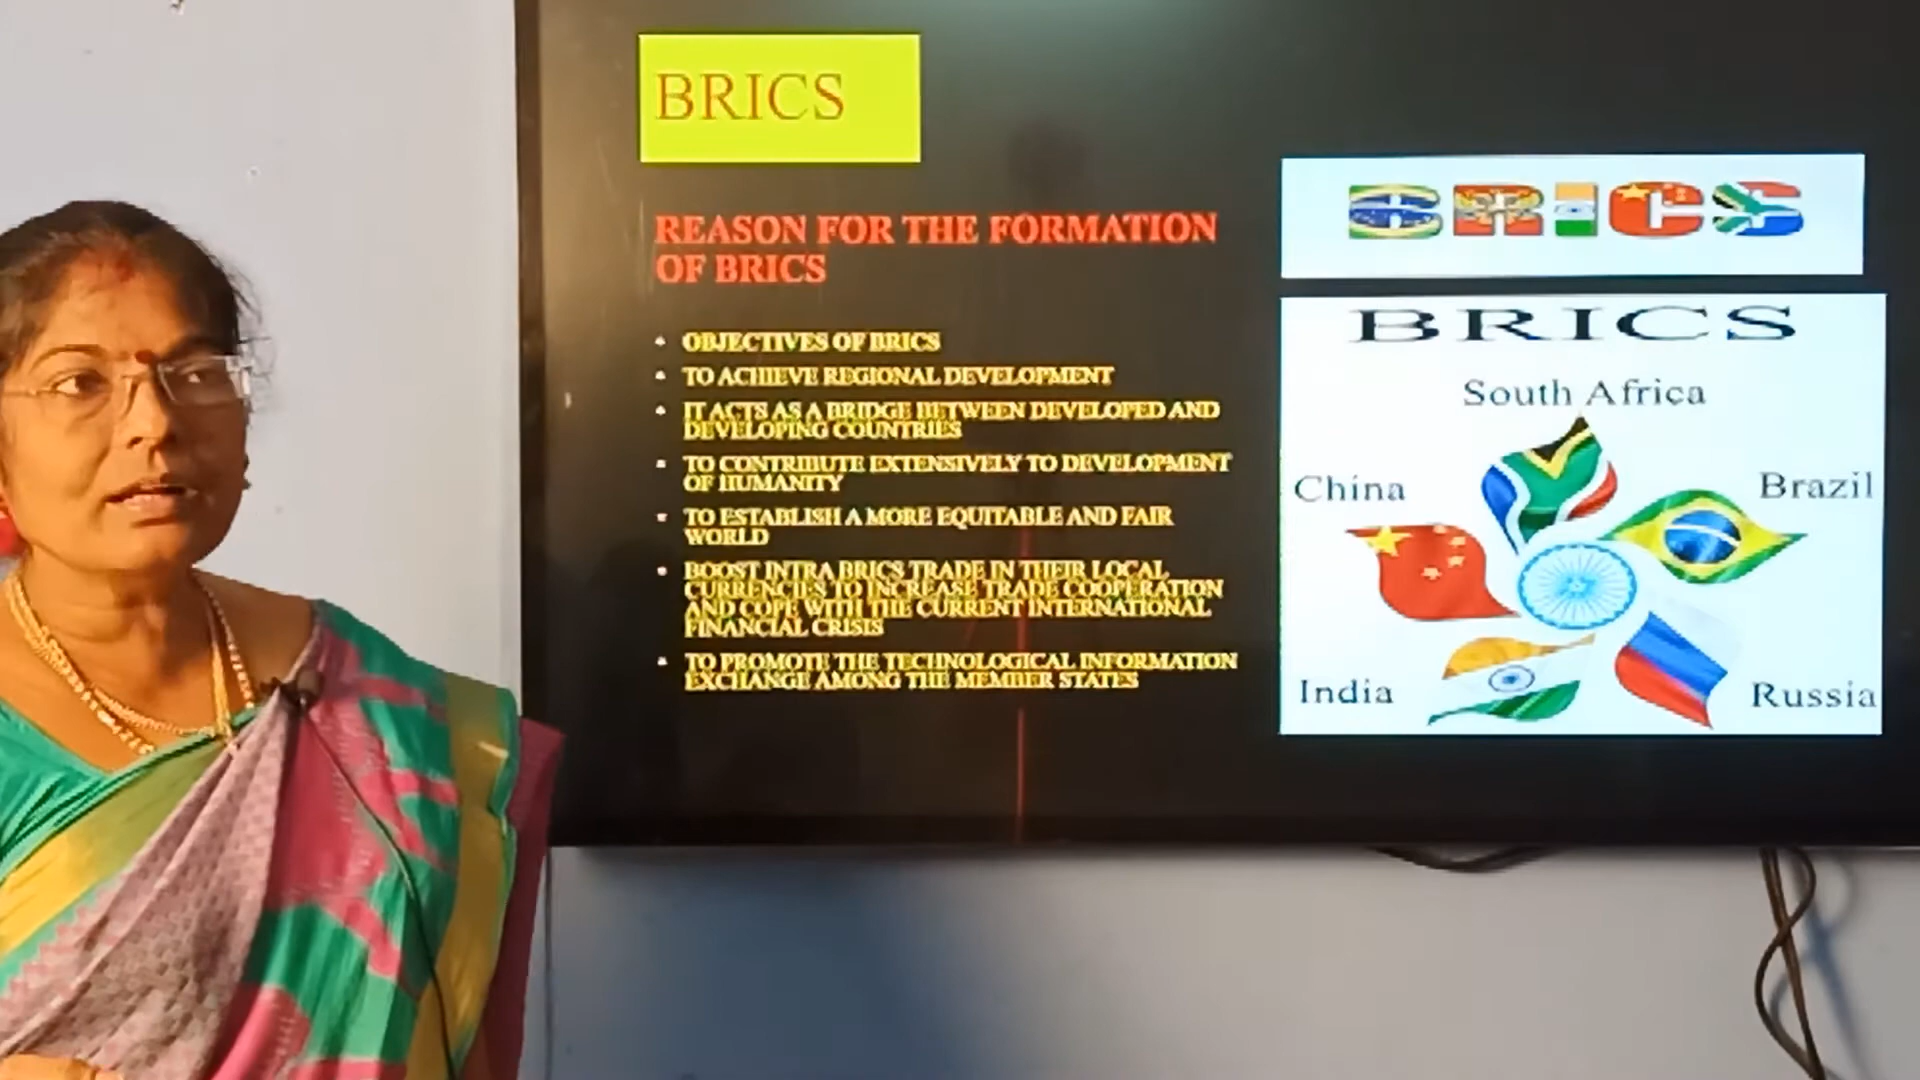 BRICS
REASON FOR THE FORMATION
OF BRICS
OBJECTIVES OF BRICS
TO ACHIEVE REGIONAL DEVELOPMENT
IT ACTS AS A BRIDGE BETWEEN DEVELOPED AND
DEVELOPING COUNTRIES
TO CONTRIBUTE EXTENSIVELY TO DEVELOPMENT
OF HUMANITY
TO ESTABLISH A MORE EQUITABLE AND FAIR
WORLD
BOOST INTRA BRICS TRADE IN THEIR LOCAL
CURRENCIES TO INCREASE TRADE COOPERATION
AND COPE WITH THE CURRENT INTERNATIONAL
FINANCIAL CRISIS
TO PROMOTE THE TECHNOLOGICAL INFORMATION
EXCHANGE AMONG THE MEMBER STATES
BRICS
BRICS
South Africa
China
Brazil
India
Russia